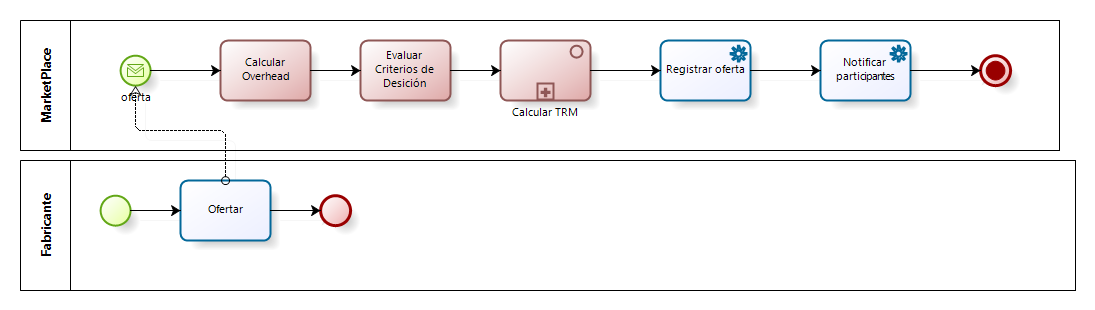 MarketPlace
oferta
Calcular
Overhead
Evaluar
Criterios de
Desición
Calcular TRM
Registrar oferta
Notificar
participantes
Fabricante
Ofertar